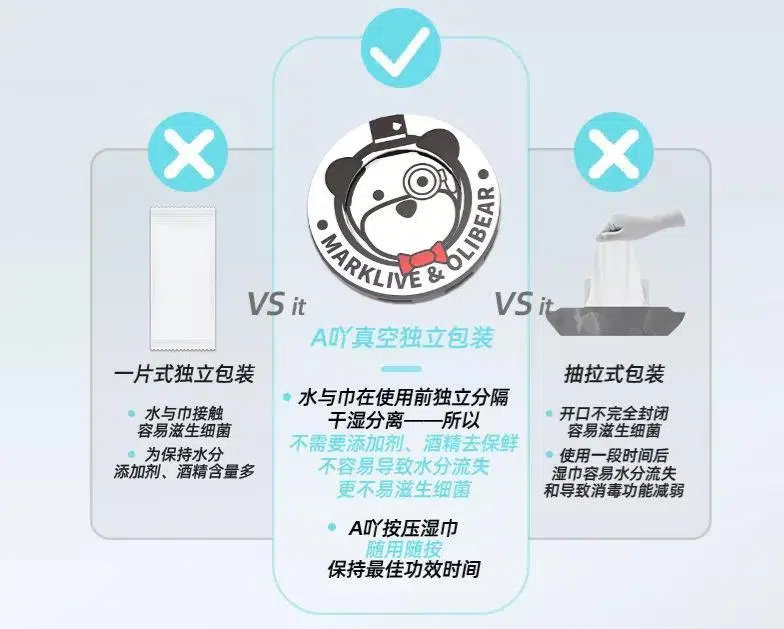 MARKLIVE & OLIBEAR
VS it
VS it
一片式独立包装
水与巾接触
容易滋生细菌
为保持水分
添加剂、酒精含量多
A吖真空独立包装
水与巾在使用前独立分隔
干湿分离——所以
不需要添加剂、酒精去保鲜
不容易导致水分流失
更不易滋生细菌
A吖按压湿巾
随用随按
保持最佳功效时间
抽拉式包装
开口不完全封闭
容易滋生细菌
使用一段时间后
湿巾容易水分流失
和导致消毒功能减弱